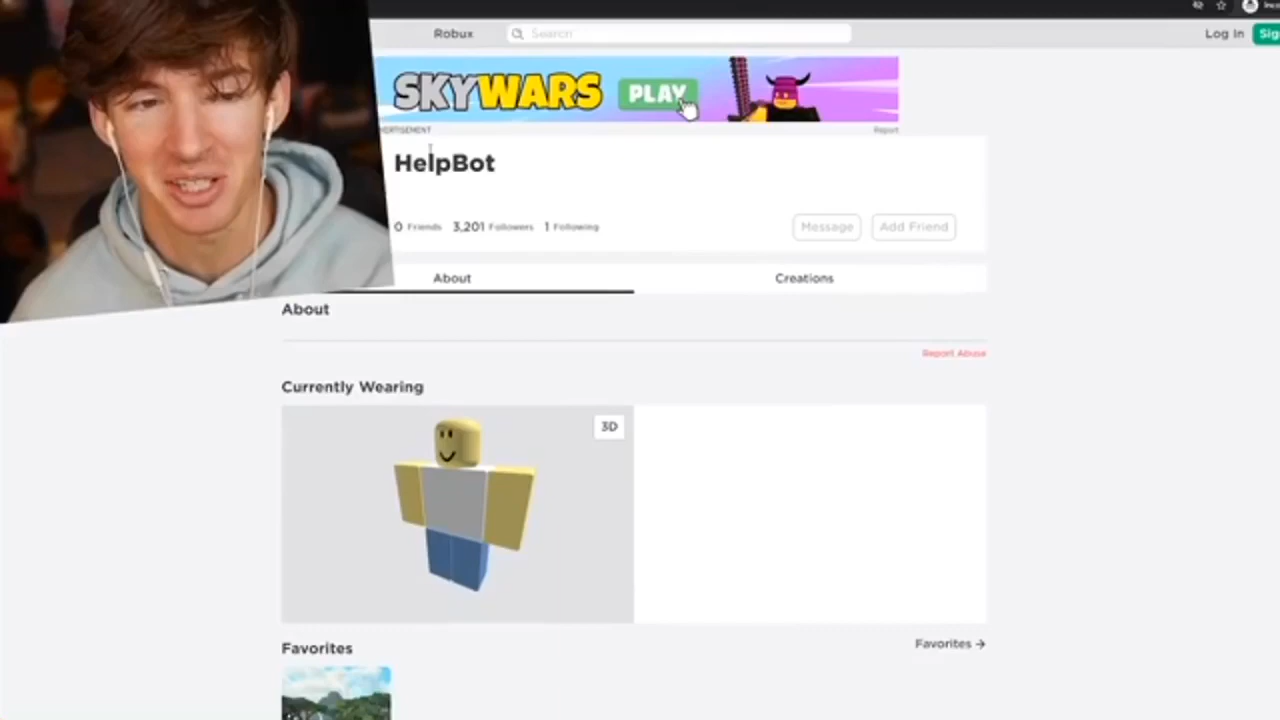 Robux
Search
Log In
SKYWARS PLAY
Report
HelpBot
0 Friends 3,201 Followers 1 Following
Message
Add Friend
About
Creations
About
Report Abuse
Currently Wearing
3D
Favorites
Favorites →